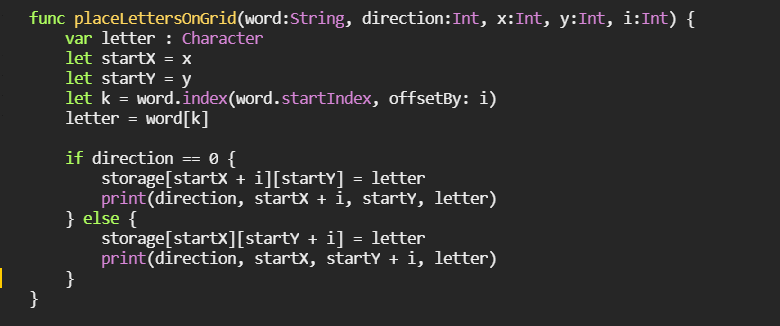 func placeLettersOnGrid(word:String, direction:Int, x:Int, y:Int, i:Int) {
    var letter : Character
    let startX = x
    let startY = y
    let k = word.index(word.startIndex, offsetBy: i)
    letter = word[k]

    if direction == 0 {
        storage[startX + i][startY] = letter
        print(direction, startX + i, startY, letter)
    } else {
        storage[startX][startY + i] = letter
        print(direction, startX, startY + i, letter)
    }
}